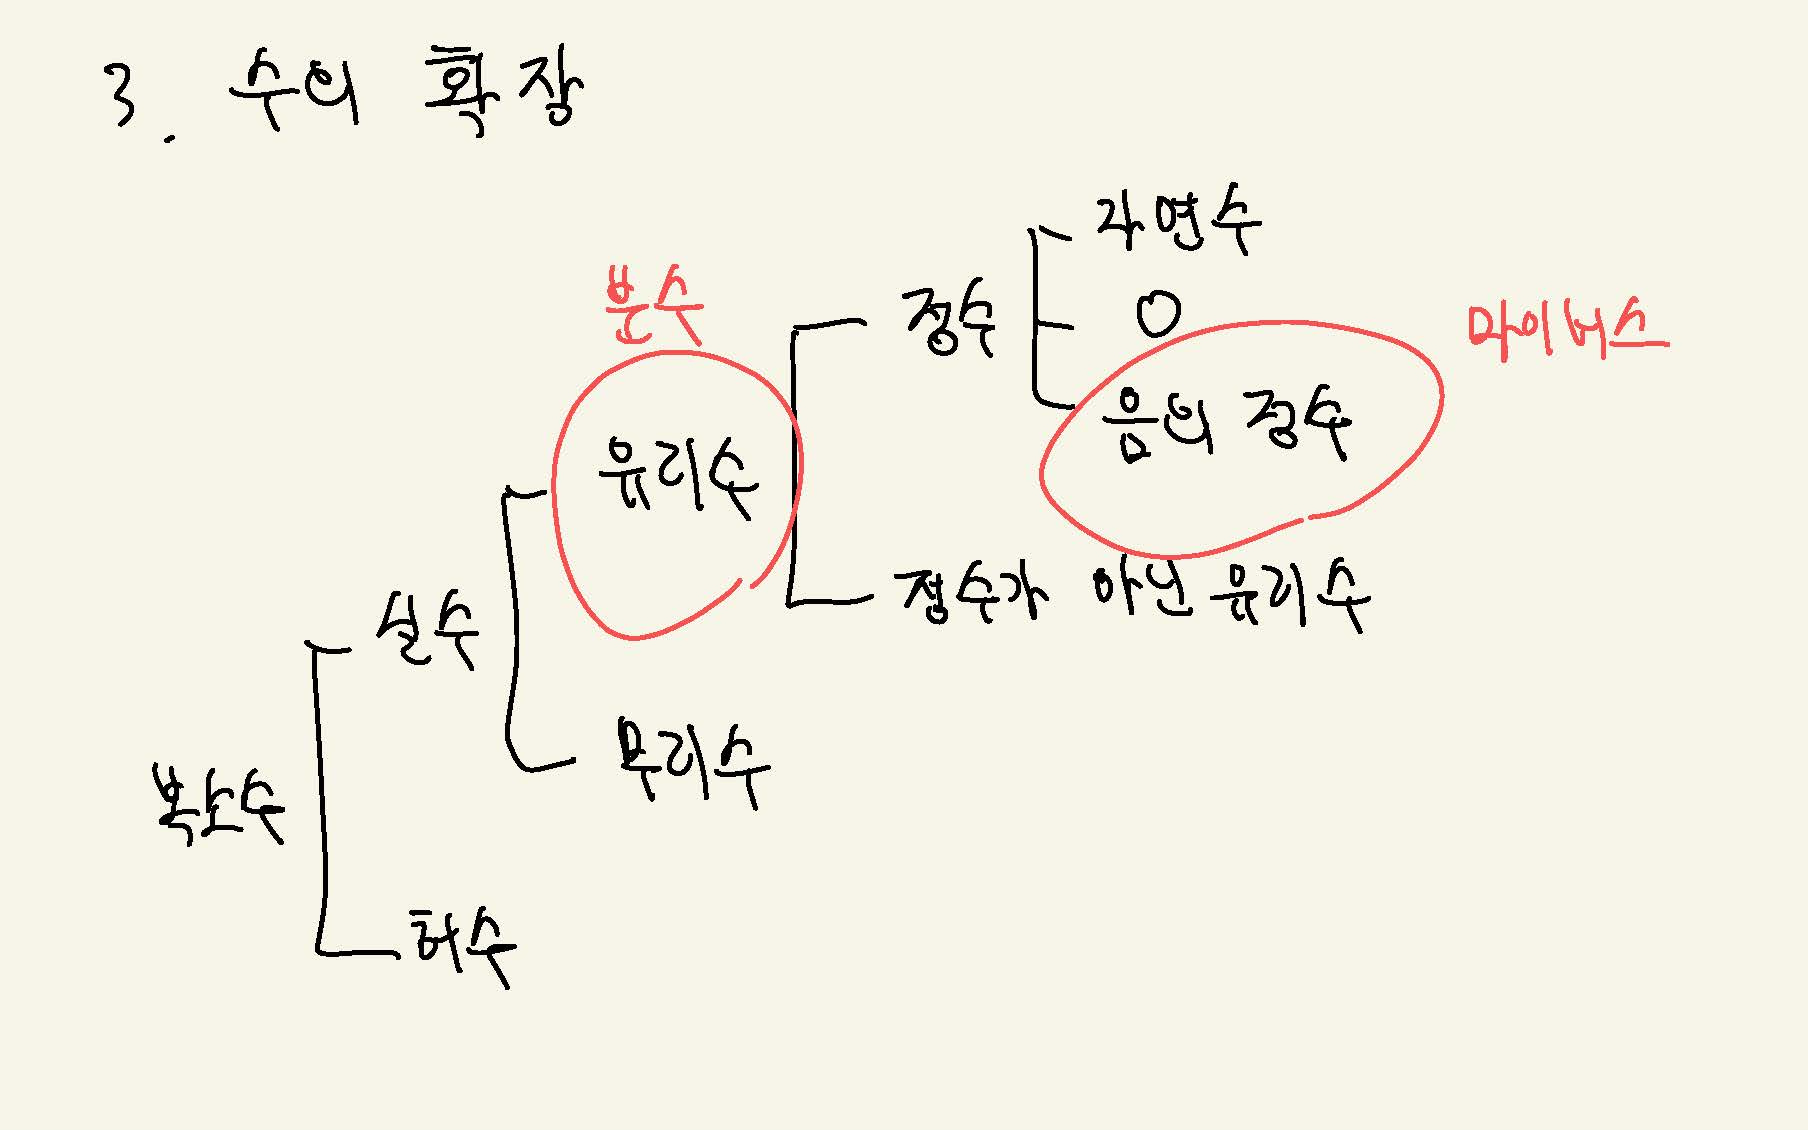 3. 수의 확장
자연수
분수
정수
0
마이너스
음의 정수
유리수
정수가 아닌 유리수
실수
무리수
복소수
허수